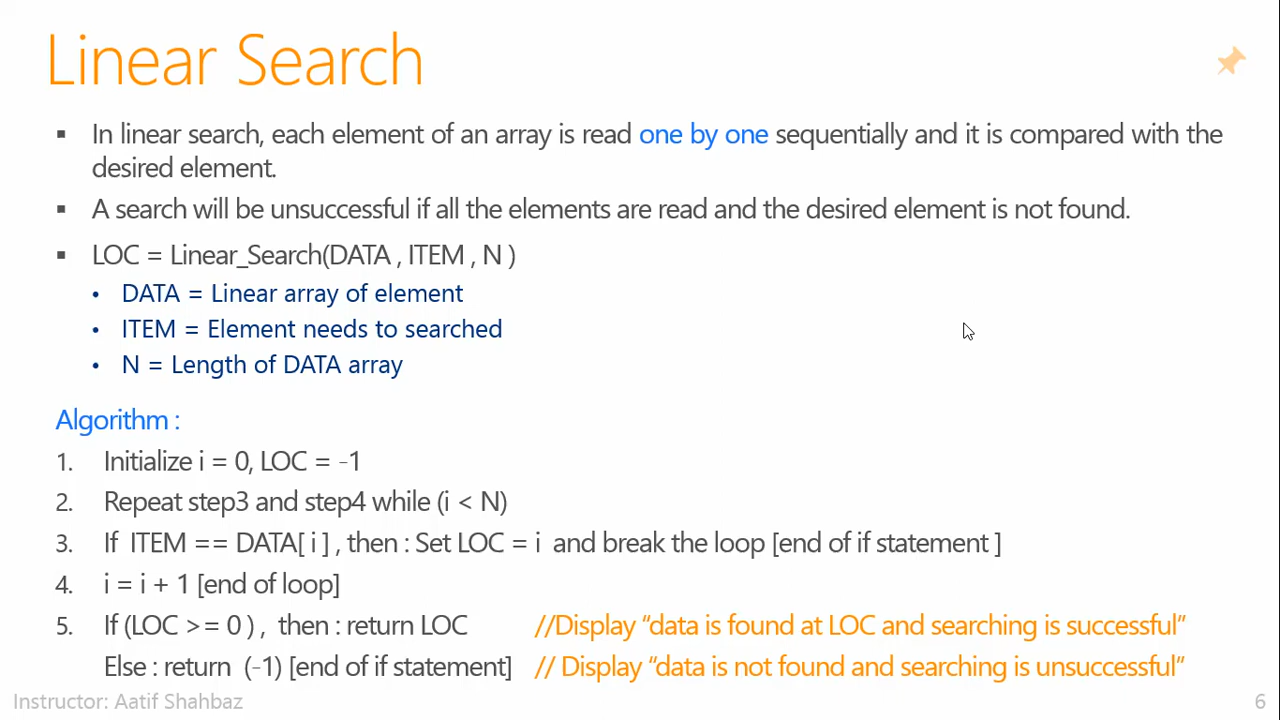 Linear Search
▪ In linear search, each element of an array is read one by one sequentially and it is compared with the
desired element.
▪ A search will be unsuccessful if all the elements are read and the desired element is not found.
▪ LOC = Linear_Search(DATA , ITEM , N )
• DATA = Linear array of element
• ITEM = Element needs to searched
• N = Length of DATA array
Algorithm :
1. Initialize i = 0, LOC = -1
2. Repeat step3 and step4 while (i < N)
3. If ITEM == DATA[ i ] , then : Set LOC = i and break the loop [end of if statement ]
4. i = i + 1 [end of loop]
5. If (LOC >= 0 ) , then : return LOC //Display “data is found at LOC and searching is successful”
Else : return (-1) [end of if statement] // Display “data is not found and searching is unsuccessful”
Instructor: Aatif Shahbaz 6